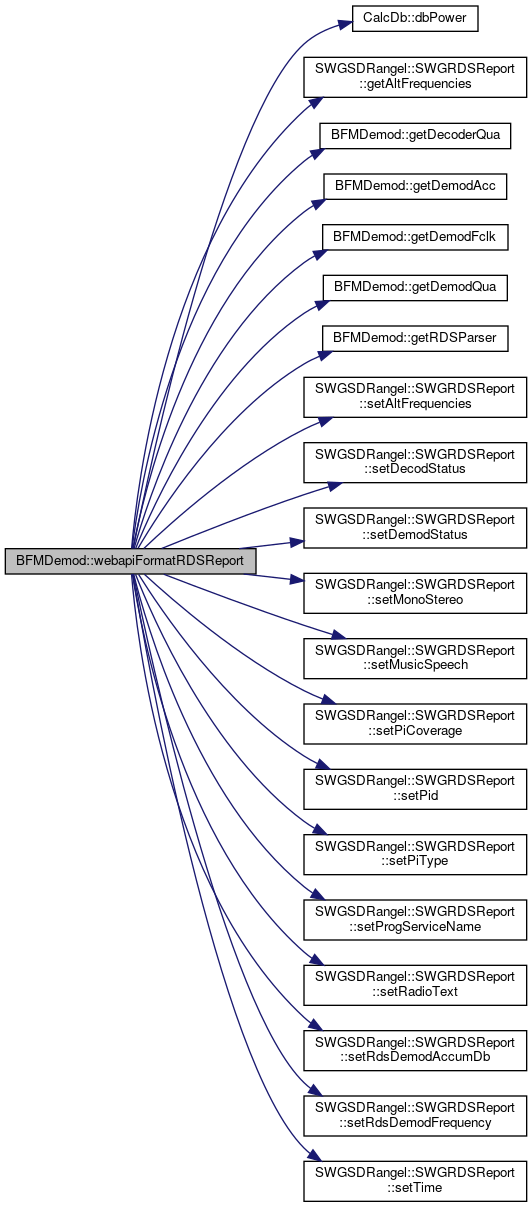 CalcDb::dbPower
SWGSDRangel::SWGRDSReport
::getAltFrequencies
BFMDemod::getDecoderQua
BFMDemod::getDemodAcc
BFMDemod::getDemodFclk
BFMDemod::getDemodQua
BFMDemod::getRDSParser
SWGSDRangel::SWGRDSReport
::setAltFrequencies
SWGSDRangel::SWGRDSReport
::setDecodStatus
SWGSDRangel::SWGRDSReport
::setDemodStatus
BFMDemod::webapiFormatRDSReport
SWGSDRangel::SWGRDSReport
::setMonoStereo
SWGSDRangel::SWGRDSReport
::setMusicSpeech
SWGSDRangel::SWGRDSReport
::setPiCoverage
SWGSDRangel::SWGRDSReport
::setPid
SWGSDRangel::SWGRDSReport
::setPiType
SWGSDRangel::SWGRDSReport
::setProgServiceName
SWGSDRangel::SWGRDSReport
::setRadioText
SWGSDRangel::SWGRDSReport
::setRdsDemodAccumDb
SWGSDRangel::SWGRDSReport
::setRdsDemodFrequency
SWGSDRangel::SWGRDSReport
::setTime